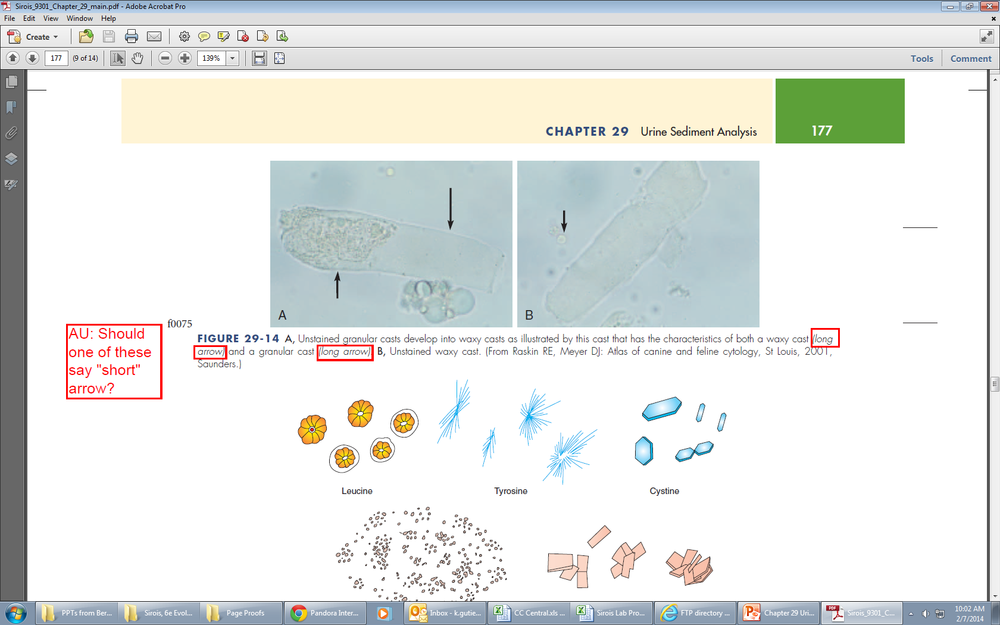 Sirois_9301_Chapter_29_main.pdf - Adobe Acrobat Pro
File Edit View Window Help
Create
177 (9 of 14) 139% Tools Comment
CHAPTER 29 Urine Sediment Analysis 177
A B
f0075
AU: Should
one of these
say "short"
arrow?
FIGURE 29-14 A, Unstained granular casts develop into waxy casts as illustrated by this cast that has the characteristics of both a waxy cast (long
arrow) and a granular cast (long arrow). B, Unstained waxy cast. (From Raskin RE, Meyer DJ: Atlas of canine and feline cytology, St Louis, 2001,
Saunders.)
Leucine Tyrosine Cystine
PPTs from Ber... Sirois, 6e Evol... Page Proofs Pandora Inter... Inbox - k.gutie... CC Central.xls ... Sirois Lab Pro... FTP directory ... Chapter 29 Uri... Sirois_9301_C... 10:02 AM
2/7/2014